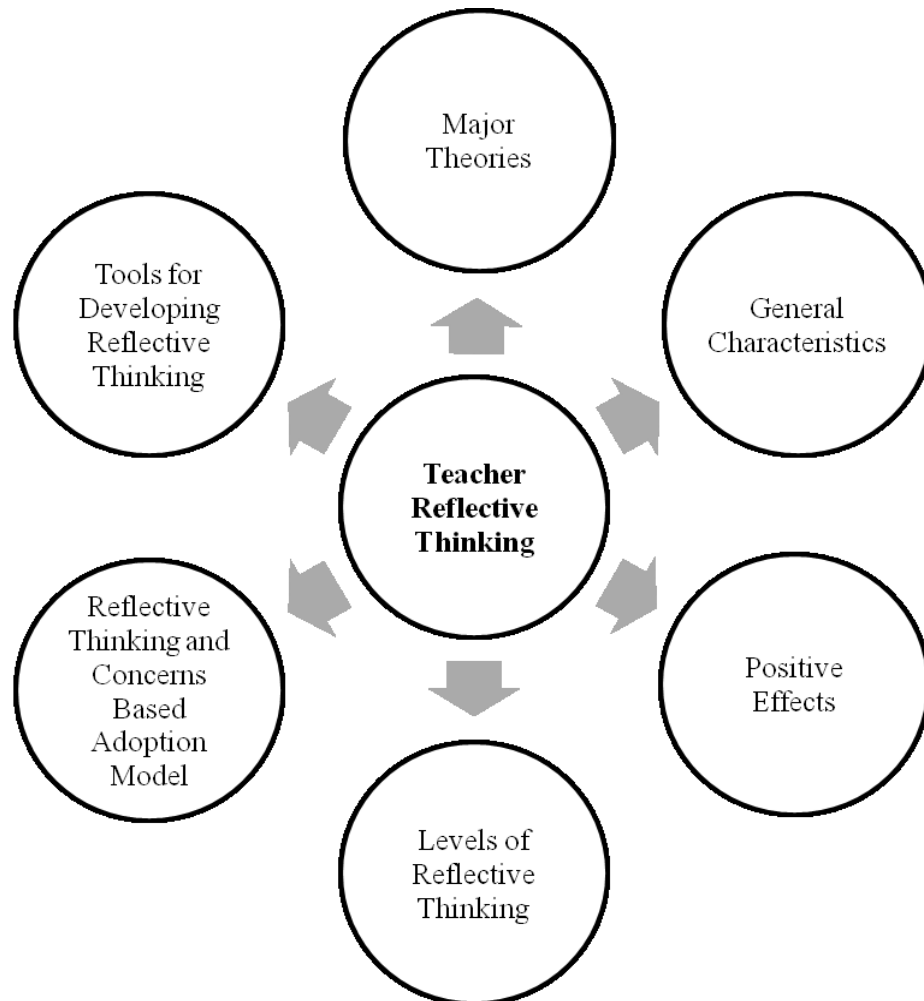 Major
Theories
Tools for
Developing
Reflective
Thinking
General
Characteristics
Teacher
Reflective
Thinking
Reflective
Thinking and
Concerns
Based
Adoption
Model
Positive
Effects
Levels of
Reflective
Thinking